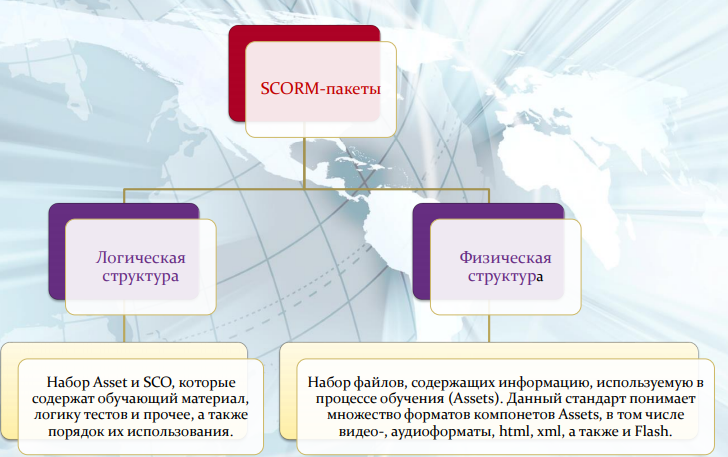 SCORM-пакеты
Логическая
структура
Физическая
структура
Набор Asset и SCO, которые
содержат обучающий материал,
логику тестов и прочее, а также
порядок их использования.
Набор файлов, содержащих информацию, используемую в
процессе обучения (Assets). Данный стандарт понимает
множество форматов компонетов Assets, в том числе
видео-, аудиоформаты, html, xml, а также и Flash.